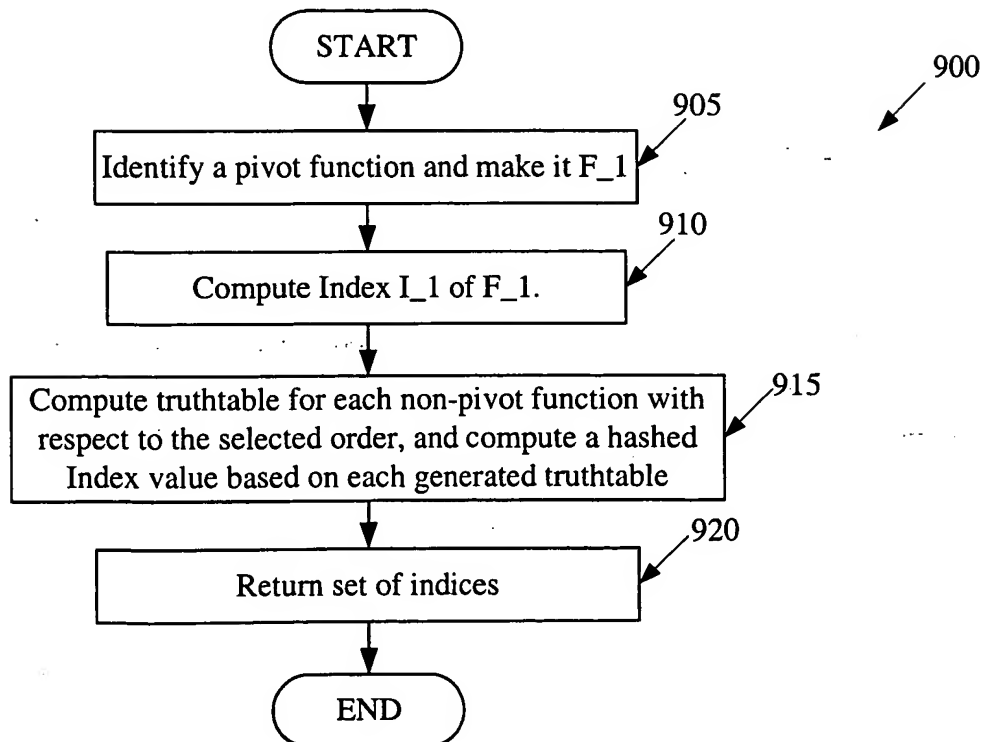 START
900
905
Identify a pivot function and make it F_1
910
Compute Index I_1 of F_1.
915
Compute truthtable for each non-pivot function with
respect to the selected order, and compute a hashed
Index value based on each generated truthtable
920
Return set of indices
END